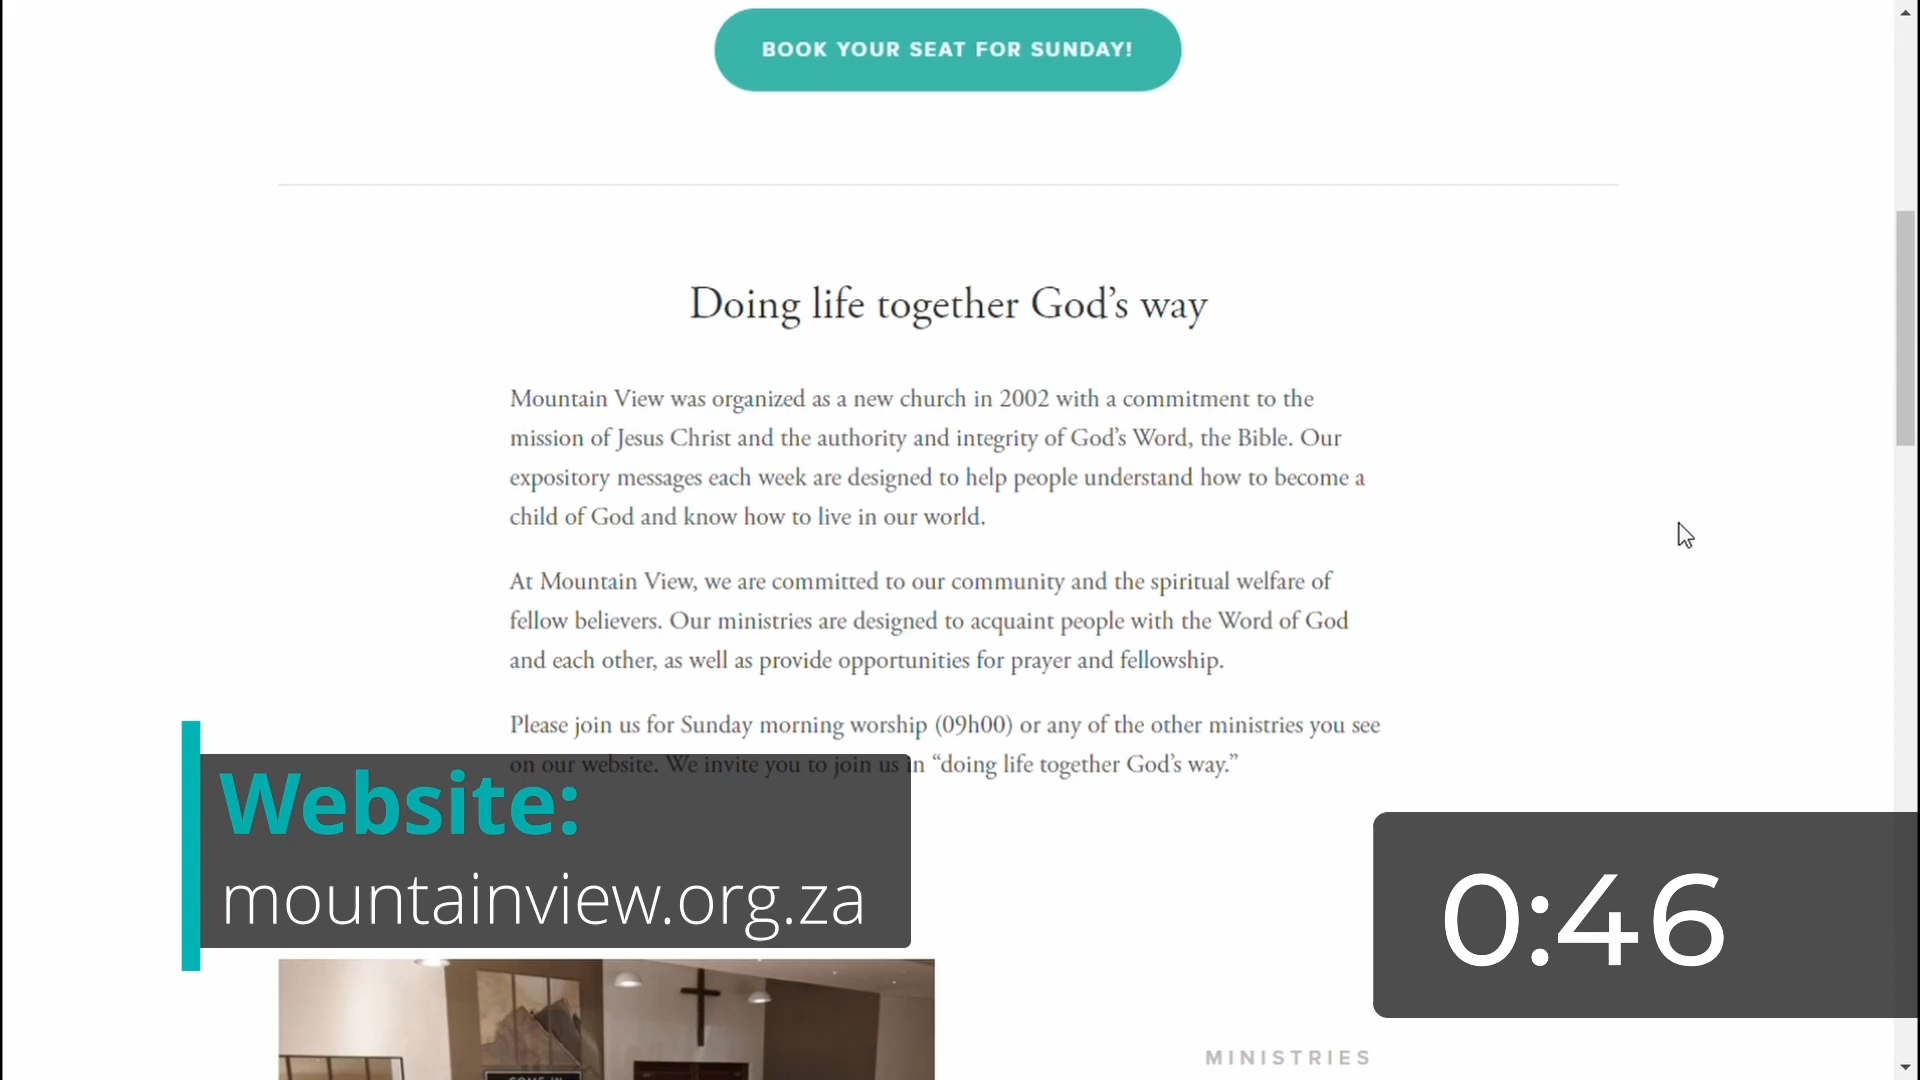 BOOK YOUR SEAT FOR SUNDAY!
Doing life together God’s way
Mountain View was organized as a new church in 2002 with a commitment to the
mission of Jesus Christ and the authority and integrity of God’s Word, the Bible. Our
expository messages each week are designed to help people understand how to become a
child of God and know how to live in our world.
At Mountain View, we are committed to our community and the spiritual welfare of
fellow believers. Our ministries are designed to acquaint people with the Word of God
and each other, as well as provide opportunities for prayer and fellowship.
Please join us for Sunday morning worship (09h00) or any of the other ministries you see
on our website. We invite you to join us in “doing life together God’s way.”
Website:
mountainview.org.za
0:46
COME IN
MINISTRIES